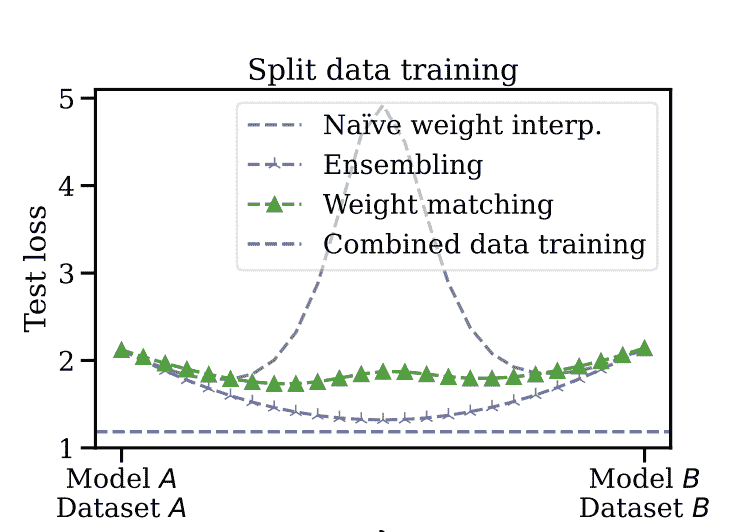 Split data training
5
4
3
2
1
Test loss
Naïve weight interp.
Ensembling
Weight matching
Combined data training
Model A
Dataset A
Model B
Dataset B